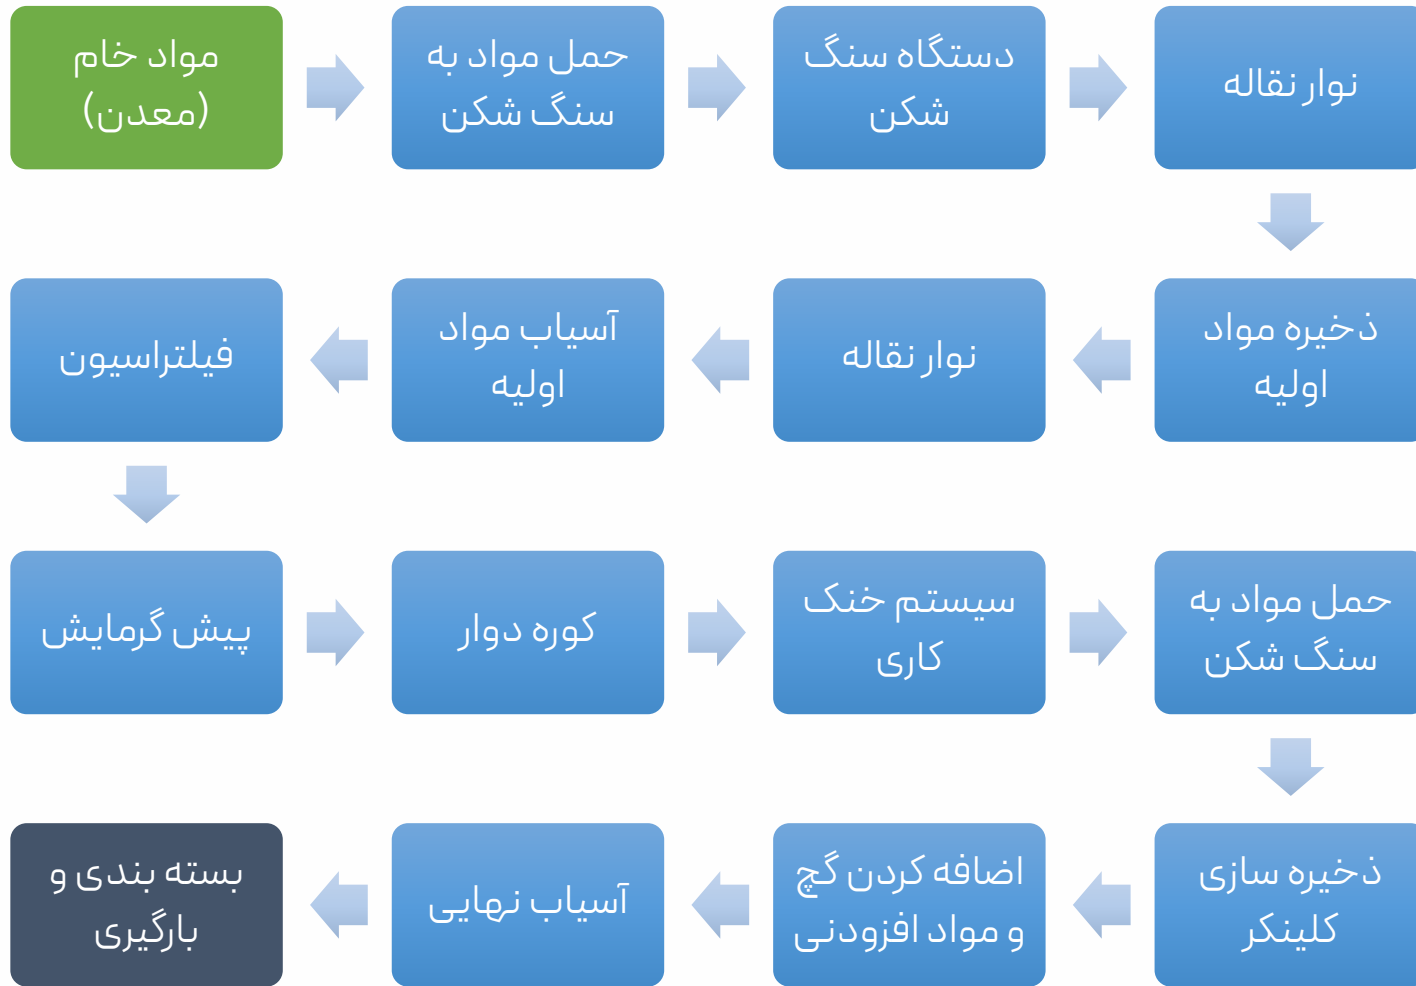 مواد خام
(معدن)
حمل مواد به
سنگ شکن
دستگاه سنگ
شکن
نوار نقاله
ذخیره مواد
اولیه
نوار نقاله
آسیاب مواد
اولیه
فیلتراسیون
پیش گرمایش
کوره دوار
سیستم خنک
کاری
حمل مواد به
سنگ شکن
ذخیره سازی
کلینکر
اضافه کردن گچ
و مواد افزودنی
آسیاب نهایی
بسته بندی و
بارگیری